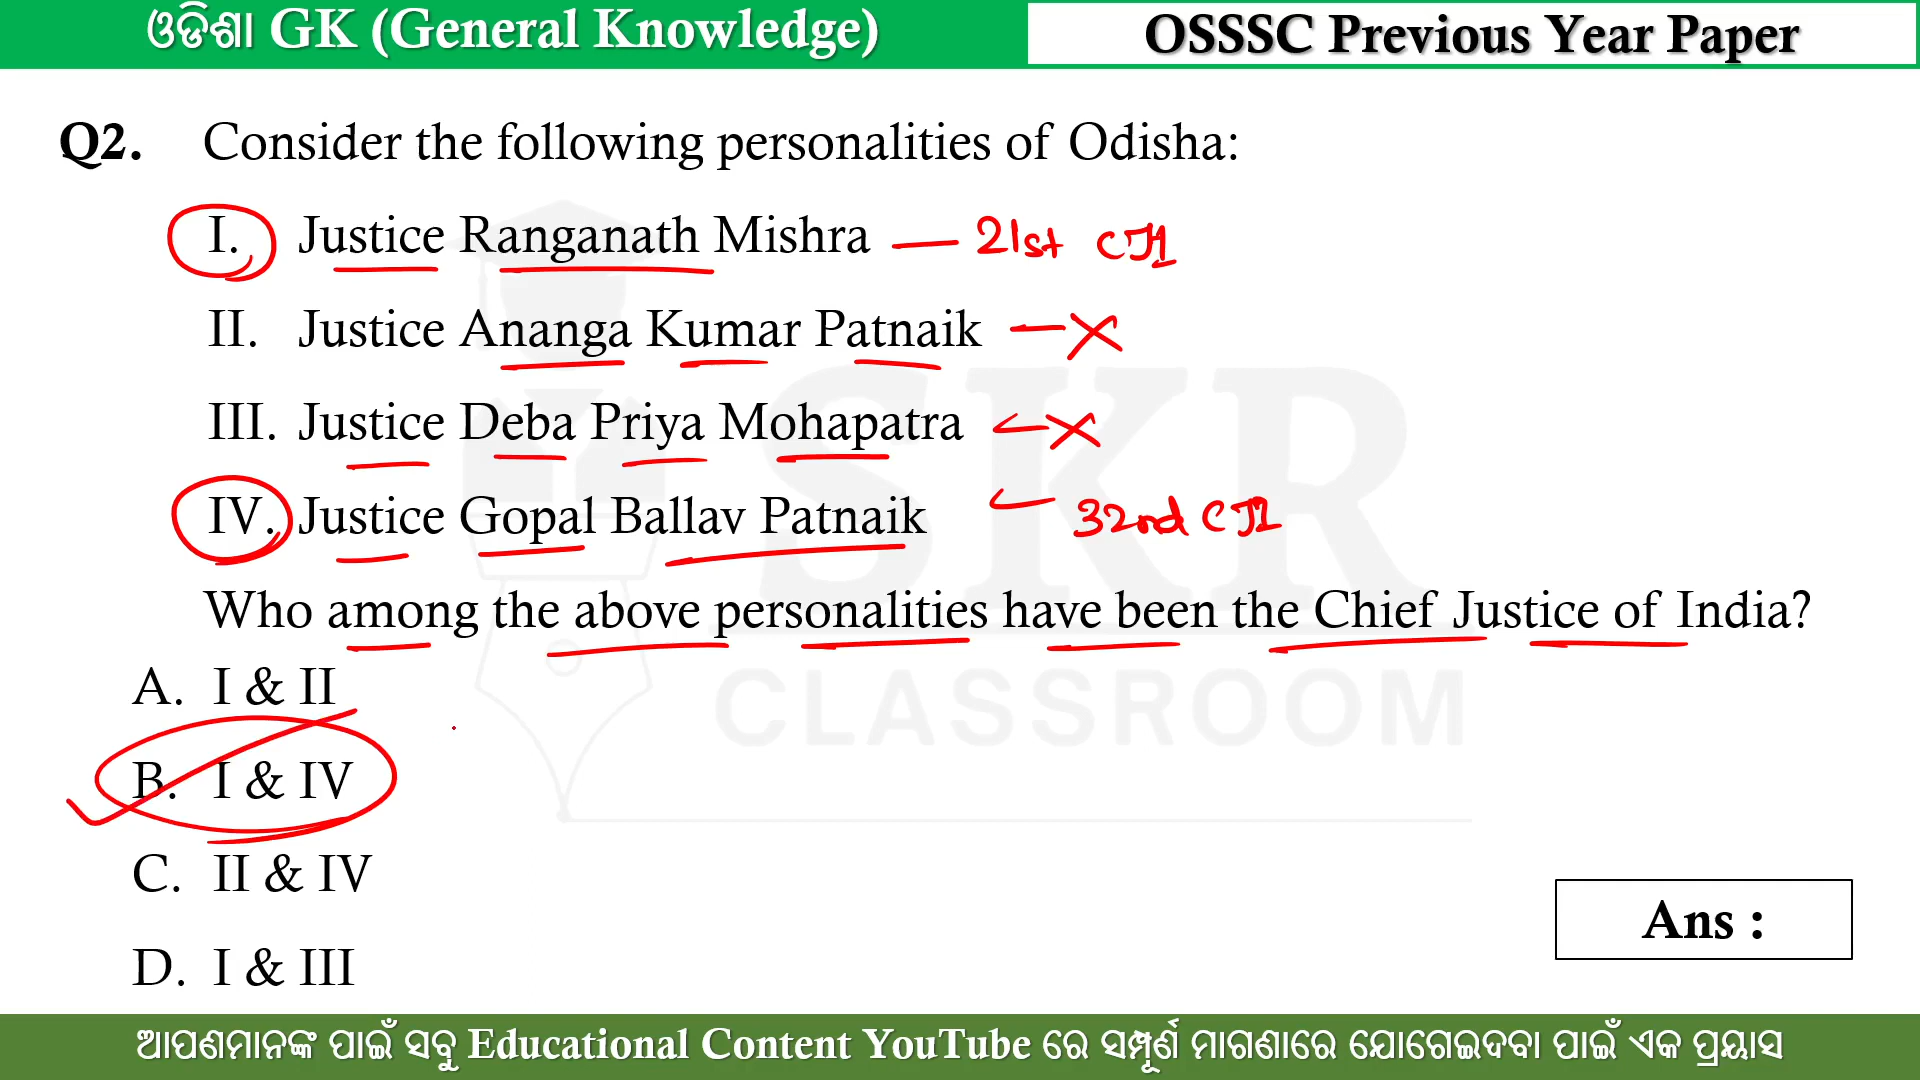 ଓଡିଶା GK (General Knowledge)
OSSSC Previous Year Paper
Q2. Consider the following personalities of Odisha:
I. Justice Ranganath Mishra — 21st CJI
II. Justice Ananga Kumar Patnaik
III. Justice Deba Priya Mohapatra
IV. Justice Gopal Ballav Patnaik 32nd CJI
Who among the above personalities have been the Chief Justice of India?
A. I & II
B. I & IV
C. II & IV
D. I & III
Ans :
SKR
CLASSROOM
ଆପଣମାନଙ୍କ ପାଇଁ ସବୁ Educational Content YouTube ରେ ସମ୍ପୂର୍ଣ ମାଗଣାରେ ଯୋଗେଇଦବା ପାଇଁ ଏକ ପ୍ରୟାସ